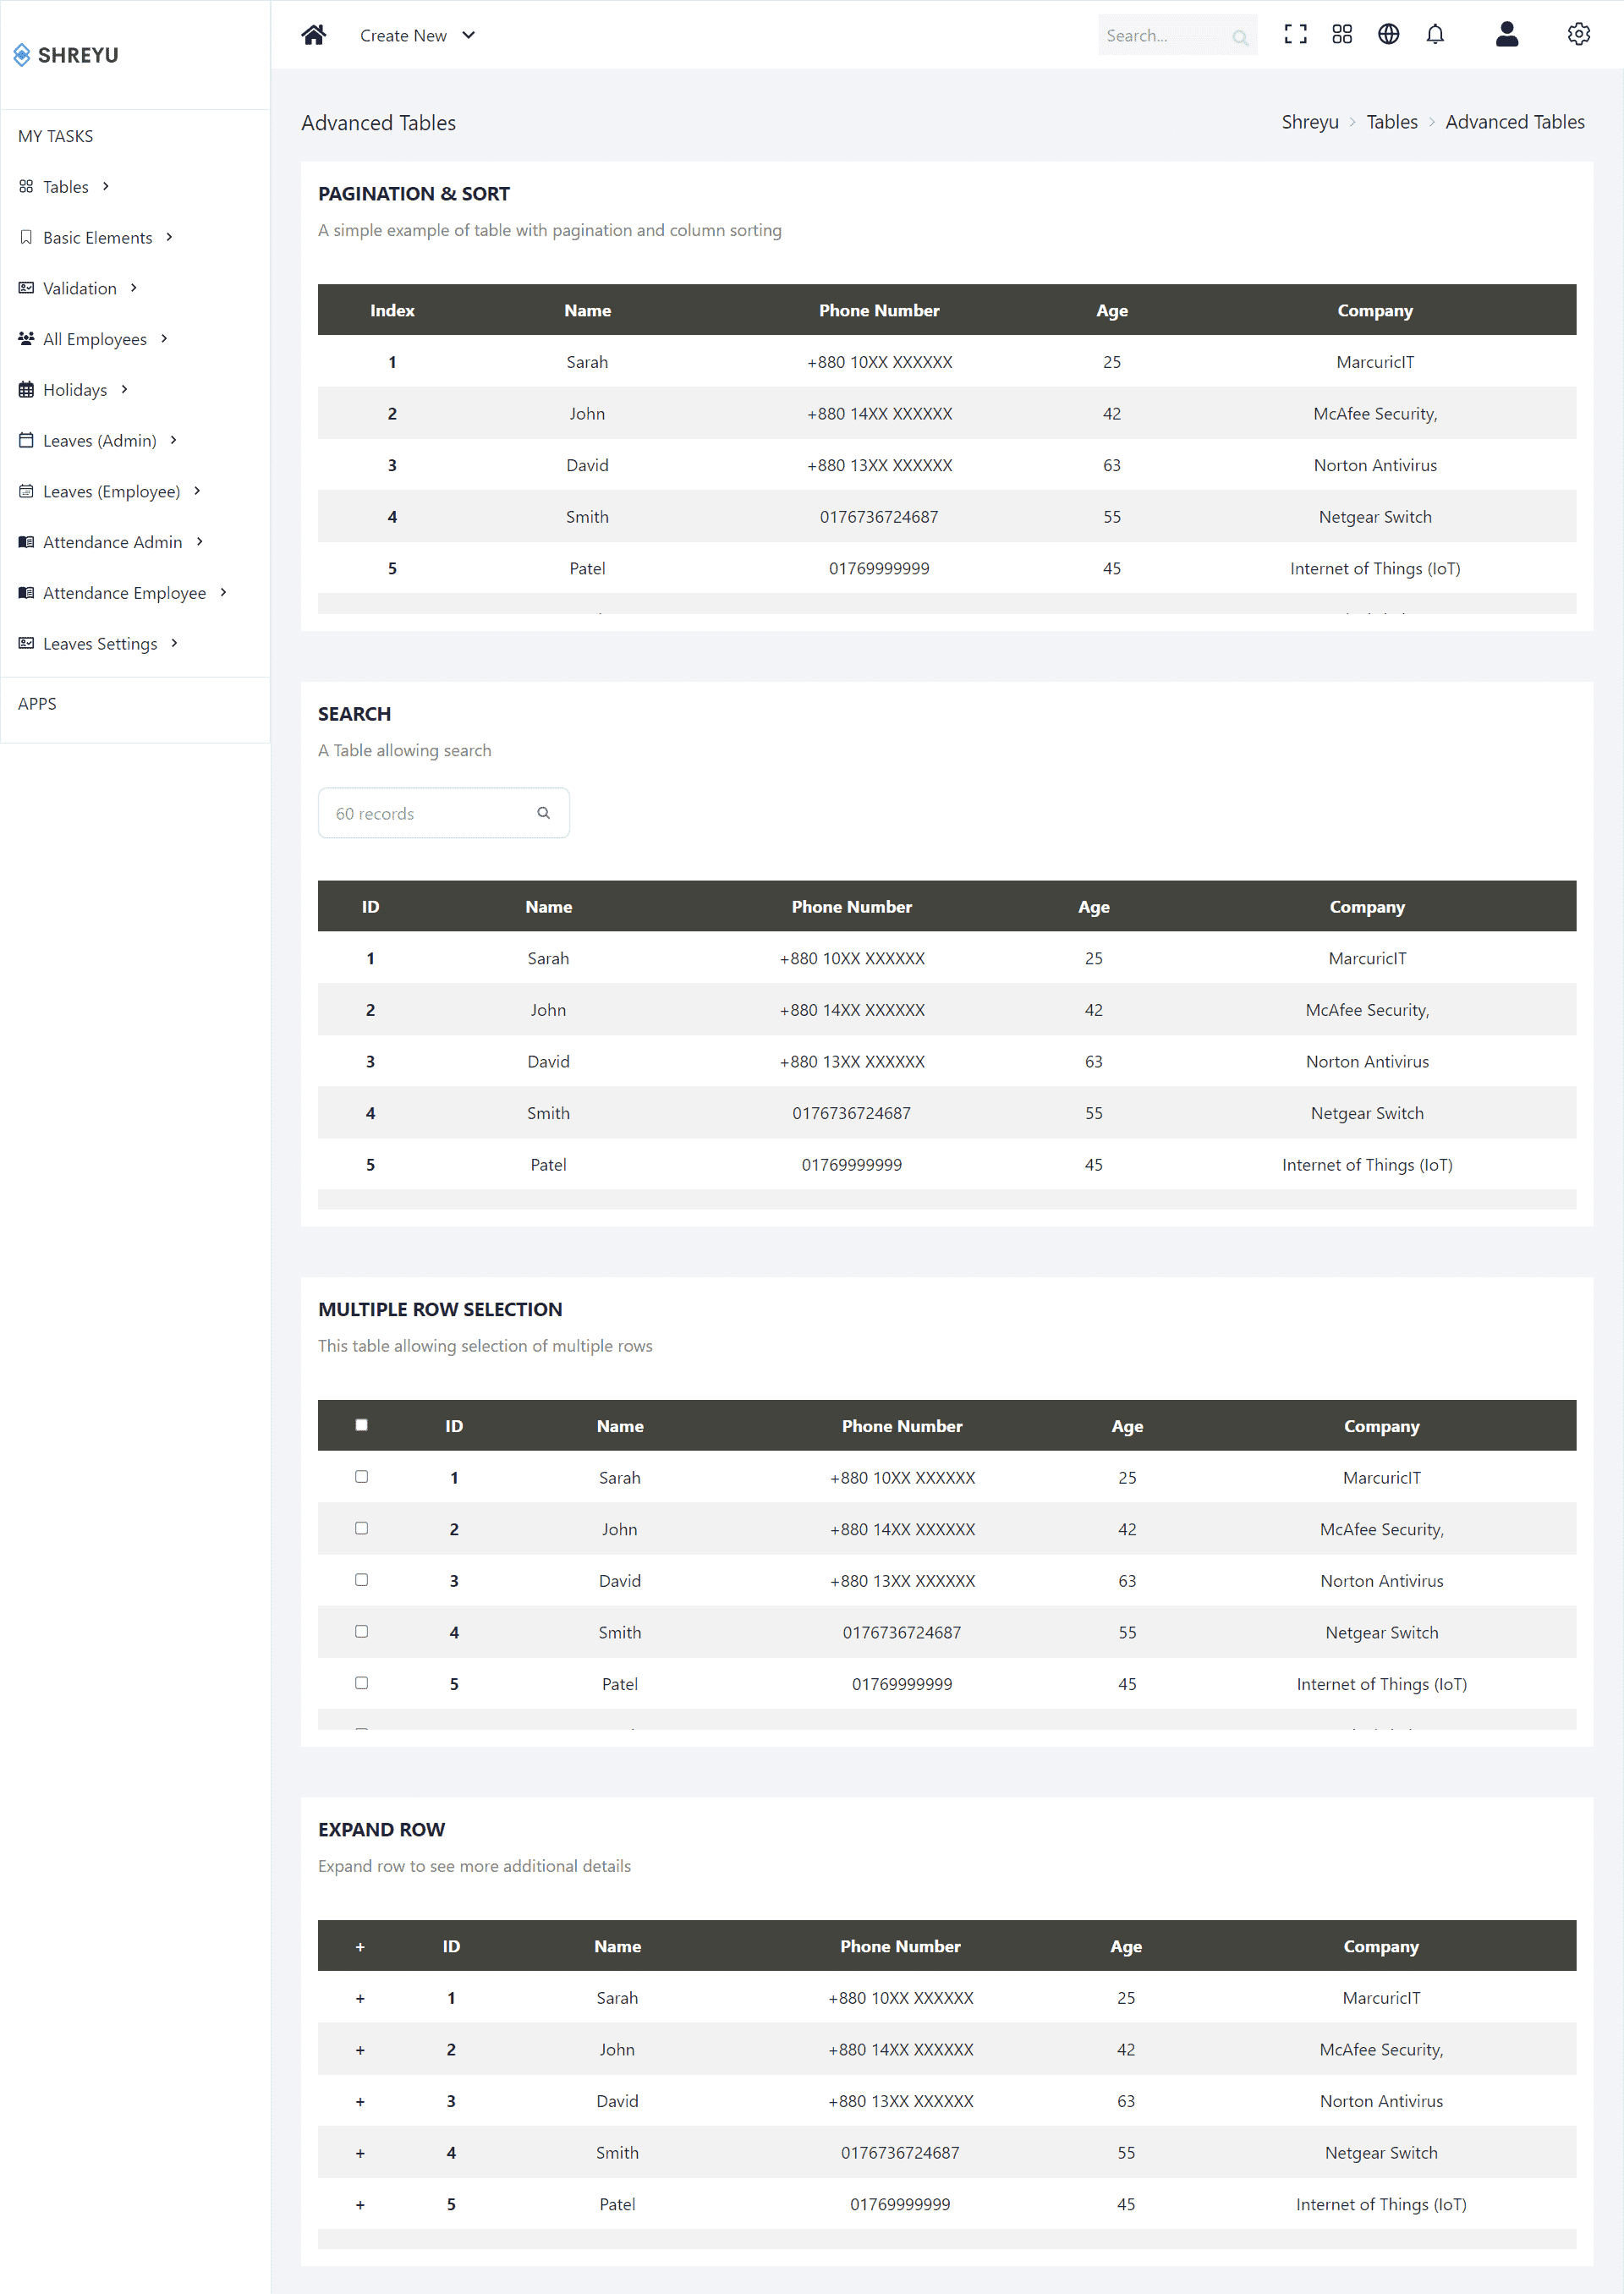 SHREYU
Create New
Search...
MY TASKS
Tables
Basic Elements
Validation
All Employees
Holidays
Leaves (Admin)
Leaves (Employee)
Attendance Admin
Attendance Employee
Leaves Settings
APPS
Advanced Tables
Shreyu > Tables > Advanced Tables
PAGINATION & SORT
A simple example of table with pagination and column sorting
Index Name Phone Number Age Company
1 Sarah +880 10XX XXXXXX 25 MarcuricIT
2 John +880 14XX XXXXXX 42 McAfee Security,
3 David +880 13XX XXXXXX 63 Norton Antivirus
4 Smith 0176736724687 55 Netgear Switch
5 Patel 01769999999 45 Internet of Things (IoT)
SEARCH
A Table allowing search
60 records
ID Name Phone Number Age Company
1 Sarah +880 10XX XXXXXX 25 MarcuricIT
2 John +880 14XX XXXXXX 42 McAfee Security,
3 David +880 13XX XXXXXX 63 Norton Antivirus
4 Smith 0176736724687 55 Netgear Switch
5 Patel 01769999999 45 Internet of Things (IoT)
MULTIPLE ROW SELECTION
This table allowing selection of multiple rows
ID Name Phone Number Age Company
1 Sarah +880 10XX XXXXXX 25 MarcuricIT
2 John +880 14XX XXXXXX 42 McAfee Security,
3 David +880 13XX XXXXXX 63 Norton Antivirus
4 Smith 0176736724687 55 Netgear Switch
5 Patel 01769999999 45 Internet of Things (IoT)
EXPAND ROW
Expand row to see more additional details
+ ID Name Phone Number Age Company
+ 1 Sarah +880 10XX XXXXXX 25 MarcuricIT
+ 2 John +880 14XX XXXXXX 42 McAfee Security,
+ 3 David +880 13XX XXXXXX 63 Norton Antivirus
+ 4 Smith 0176736724687 55 Netgear Switch
+ 5 Patel 01769999999 45 Internet of Things (IoT)